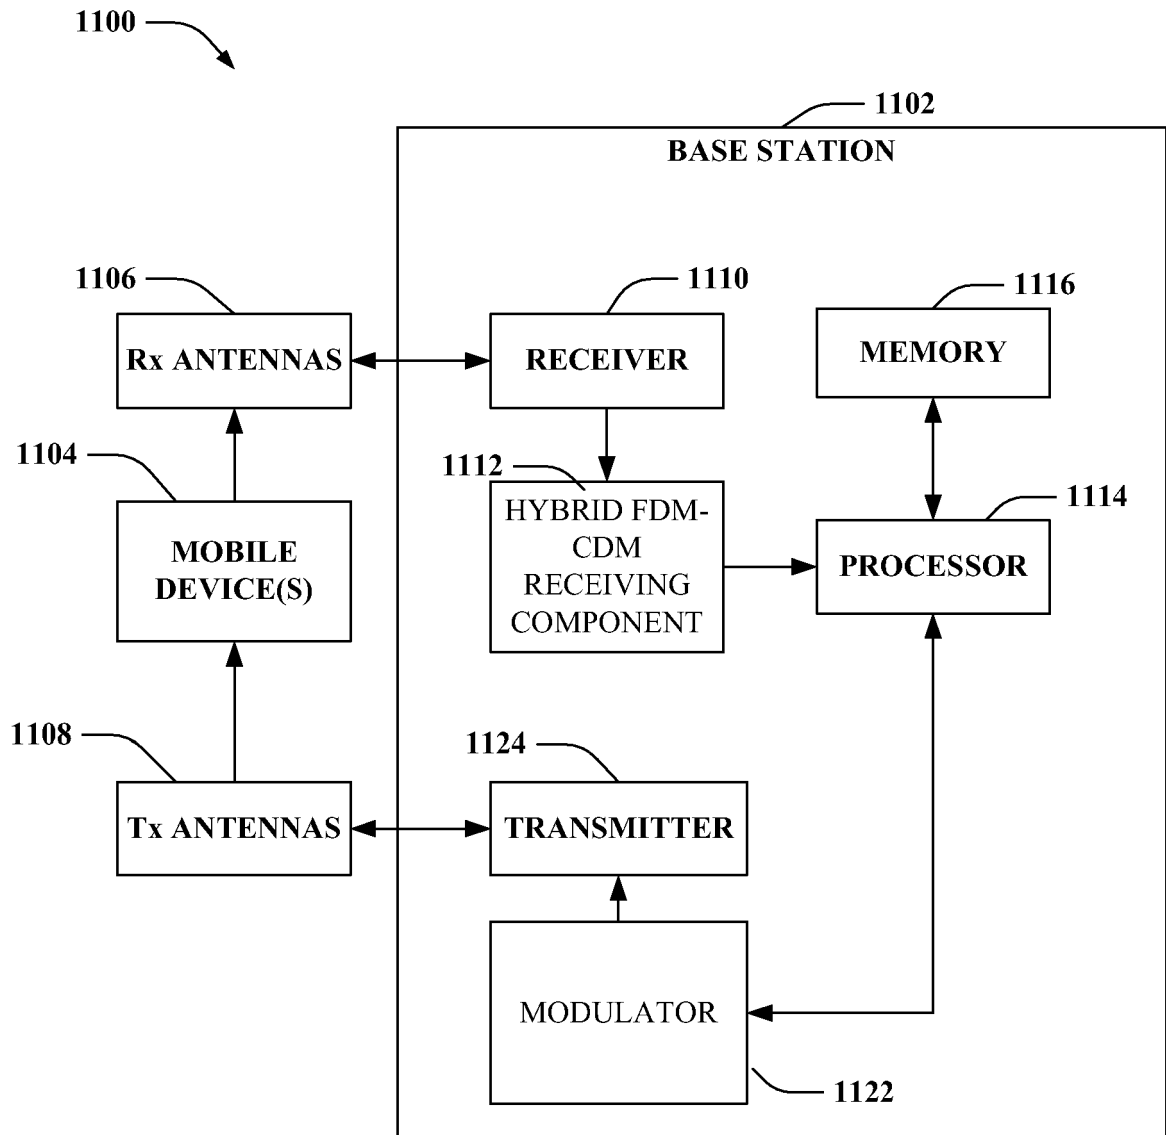 1100
1102
BASE STATION
1106
1110
1116
Rx ANTENNAS
RECEIVER
MEMORY
1104
1112
1114
MOBILE
DEVICE(S)
HYBRID FDM-
CDM
RECEIVING
COMPONENT
PROCESSOR
1108
1124
Tx ANTENNAS
TRANSMITTER
MODULATOR
1122